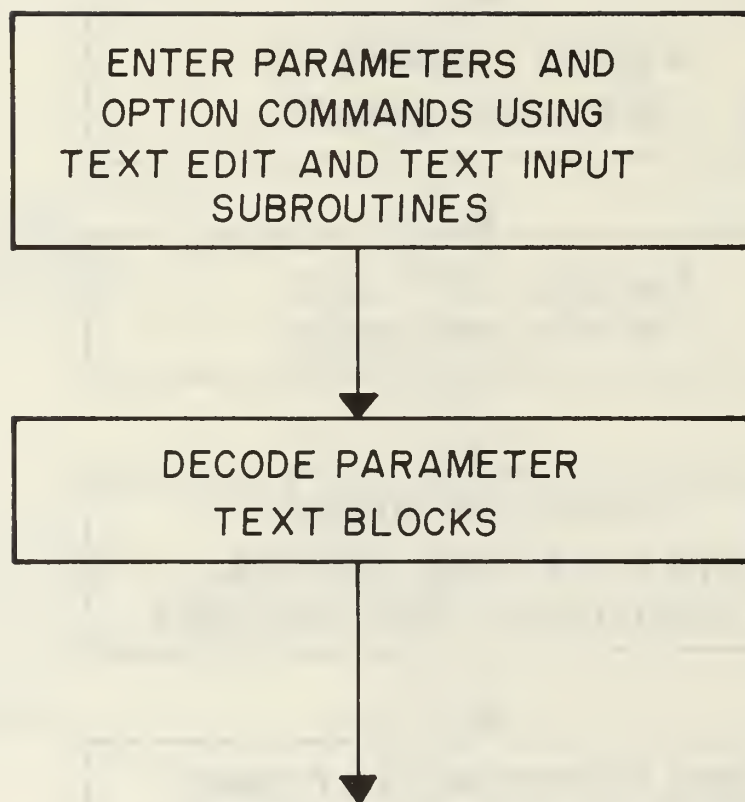 ENTER PARAMETERS AND
OPTION COMMANDS USING
TEXT EDIT AND TEXT INPUT
SUBROUTINES
DECODE PARAMETER
TEXT BLOCKS